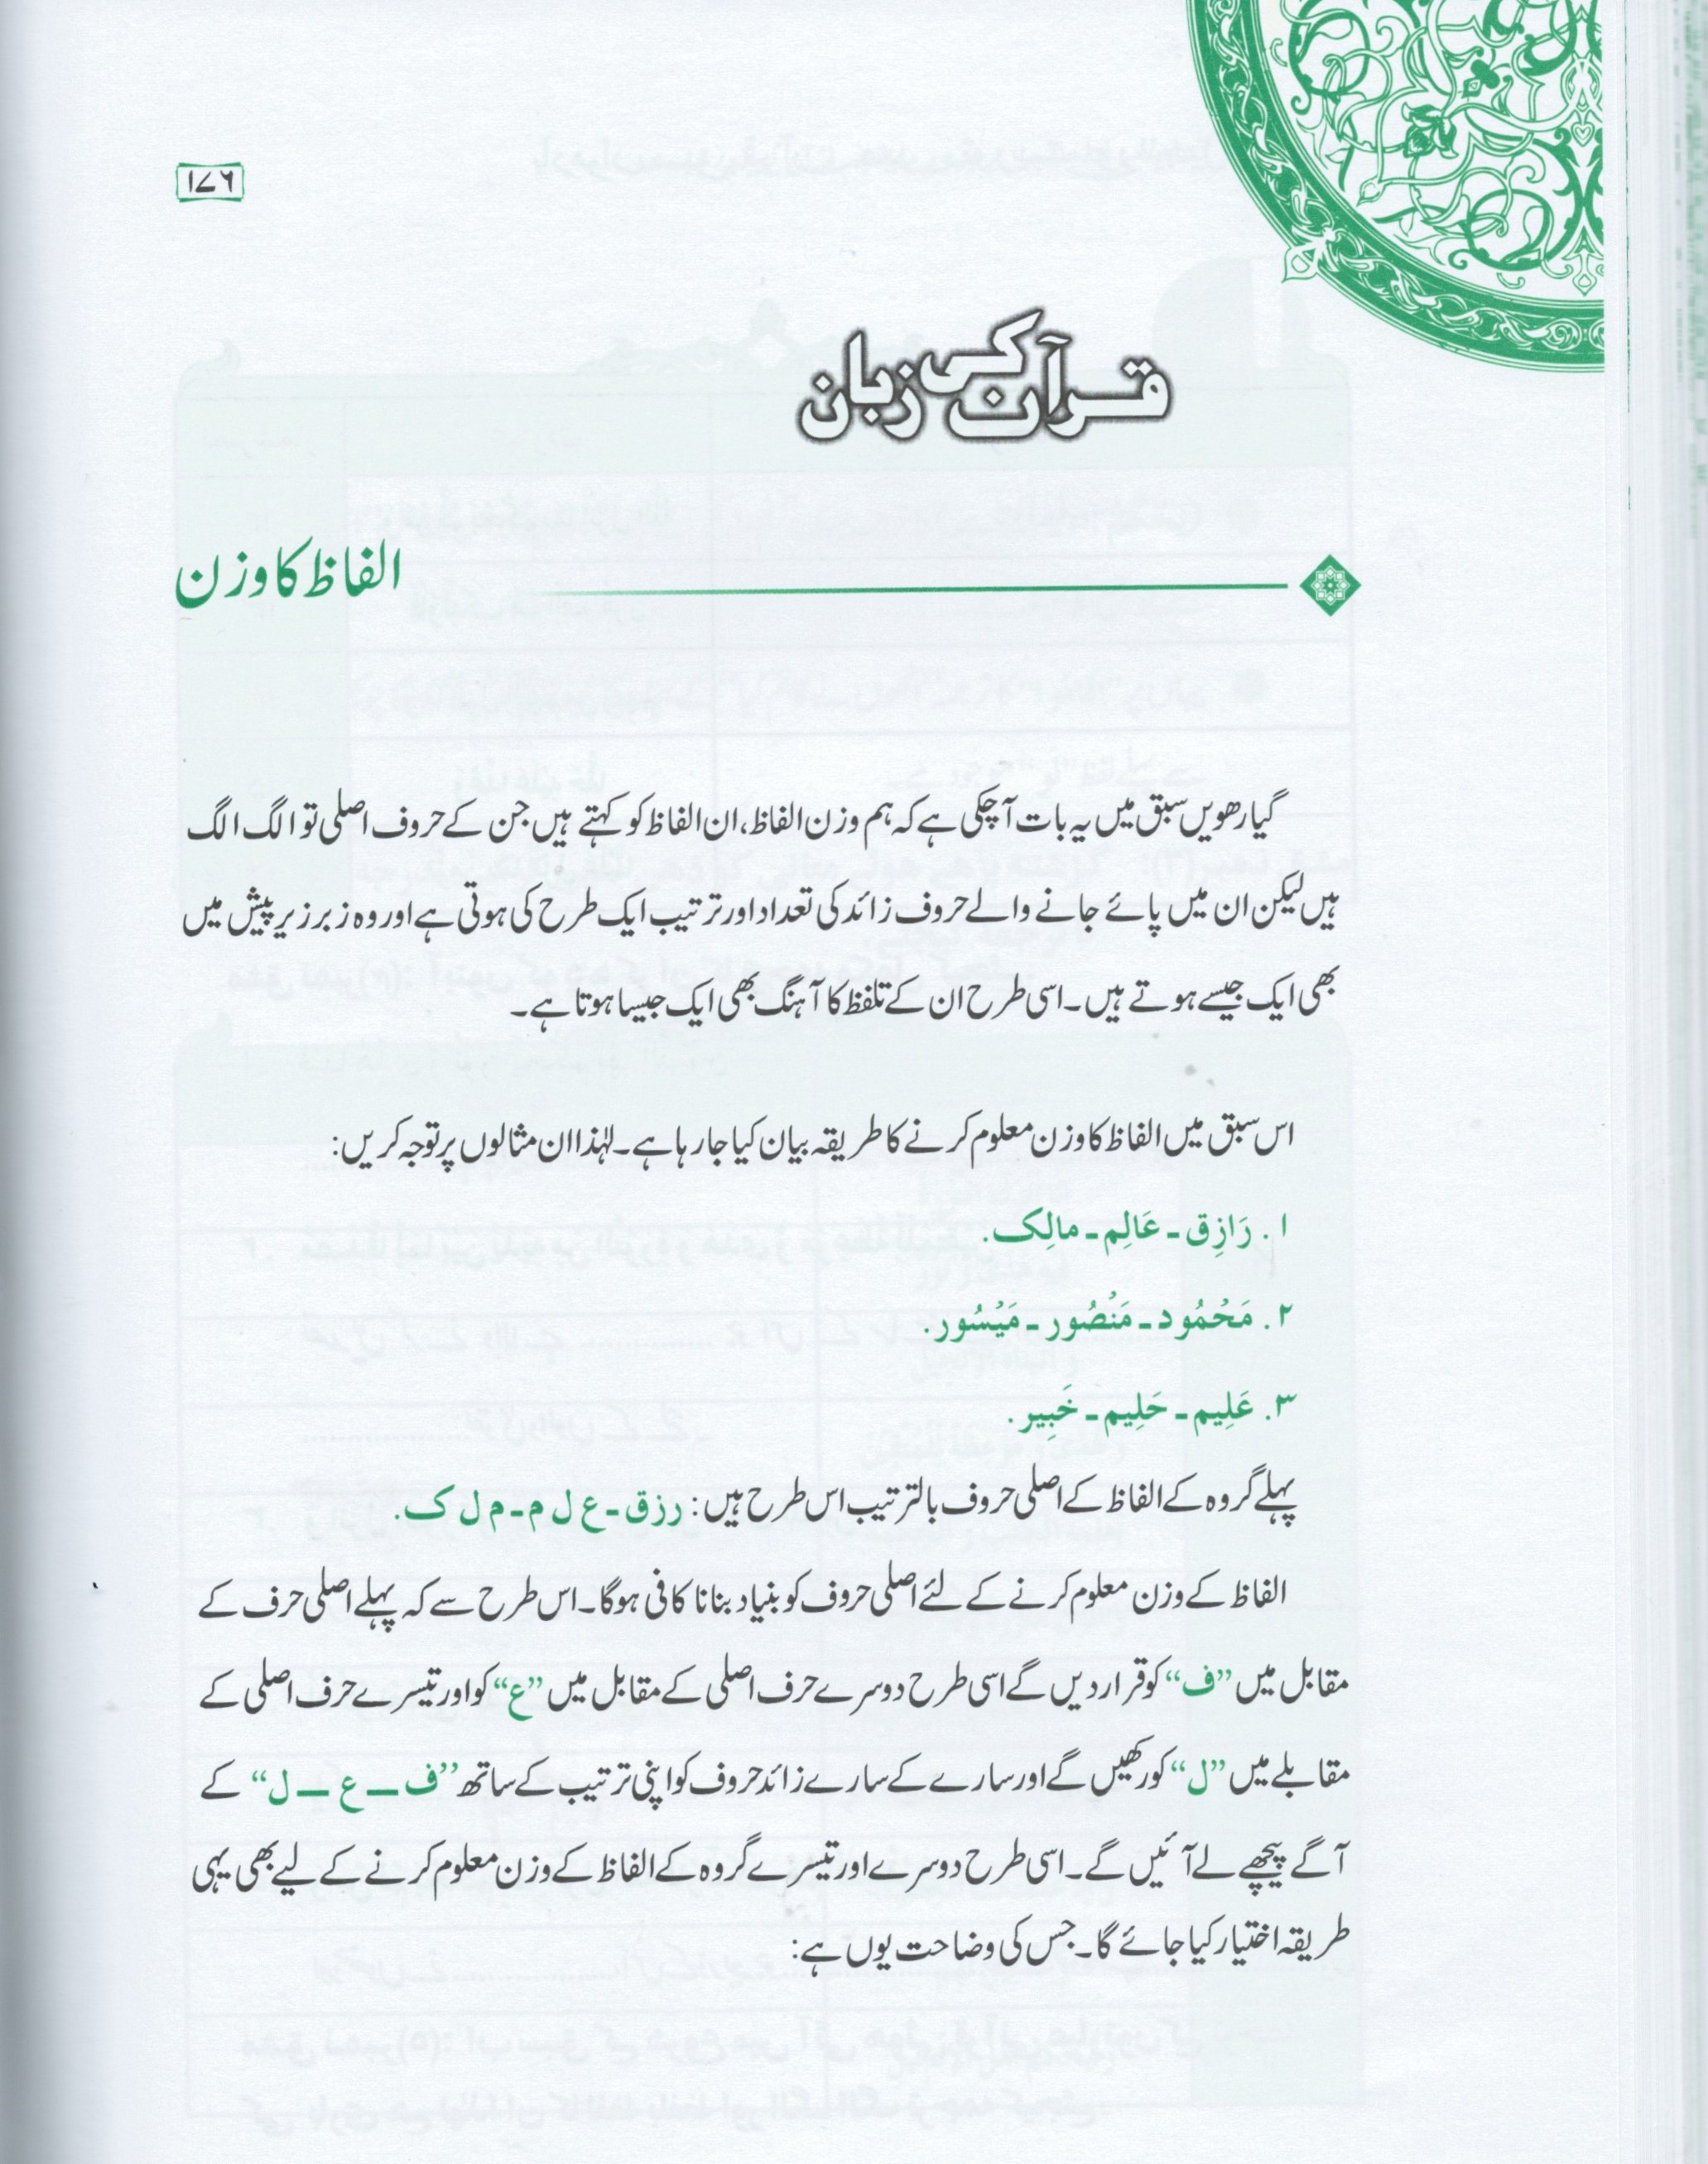 ۱۷۶
قرآن کی زبان
الفاظ کا وزن
گیارھویں سبق میں یہ بات آچکی ہے کہ ہم وزن الفاظ، ان الفاظ کو کہتے ہیں جن کے حروف اصلی تو الگ الگ
ہیں لیکن ان میں پائے جانے والے حروف زائد کی تعداد اور ترتیب ایک طرح کی ہوتی ہے اور وہ زبر زیر پیش میں
بھی ایک جیسے ہوتے ہیں۔ اسی طرح ان کے تلفظ کا آہنگ بھی ایک جیسا ہوتا ہے۔
اس سبق میں الفاظ کا وزن معلوم کرنے کا طریقہ بیان کیا جارہا ہے۔ لہٰذا ان مثالوں پر توجہ کریں:
۱. رَازِق۔ عَالِم۔ مالِک.
۲. مَحْمُود۔ مَنْصُور۔ مَيْسُور.
۳. عَلِيم۔ حَلِيم۔ خَبِير.
پہلے گروہ کے الفاظ کے اصلی حروف بالترتیب اس طرح ہیں: ر ز ق۔ ع ل م۔ م ل ک.
الفاظ کے وزن معلوم کرنے کے لئے اصلی حروف کو بنیاد بنانا کافی ہوگا۔ اس طرح سے کہ پہلے اصلی حرف کے
مقابل میں ”ف“ کو قرار دیں گے اسی طرح دوسرے حرف اصلی کے مقابل میں ”ع“ کو اور تیسرے حرف اصلی کے
مقابلے میں ”ل“ کو رکھیں گے اور سارے کے سارے زائد حروف کو اپنی ترتیب کے ساتھ ”ف ــ ع ــ ل“ کے
آگے پیچھے لے آئیں گے۔ اسی طرح دوسرے اور تیسرے گروہ کے الفاظ کے وزن معلوم کرنے کے لیے بھی یہی
طریقہ اختیار کیا جائے گا۔ جس کی وضاحت یوں ہے: